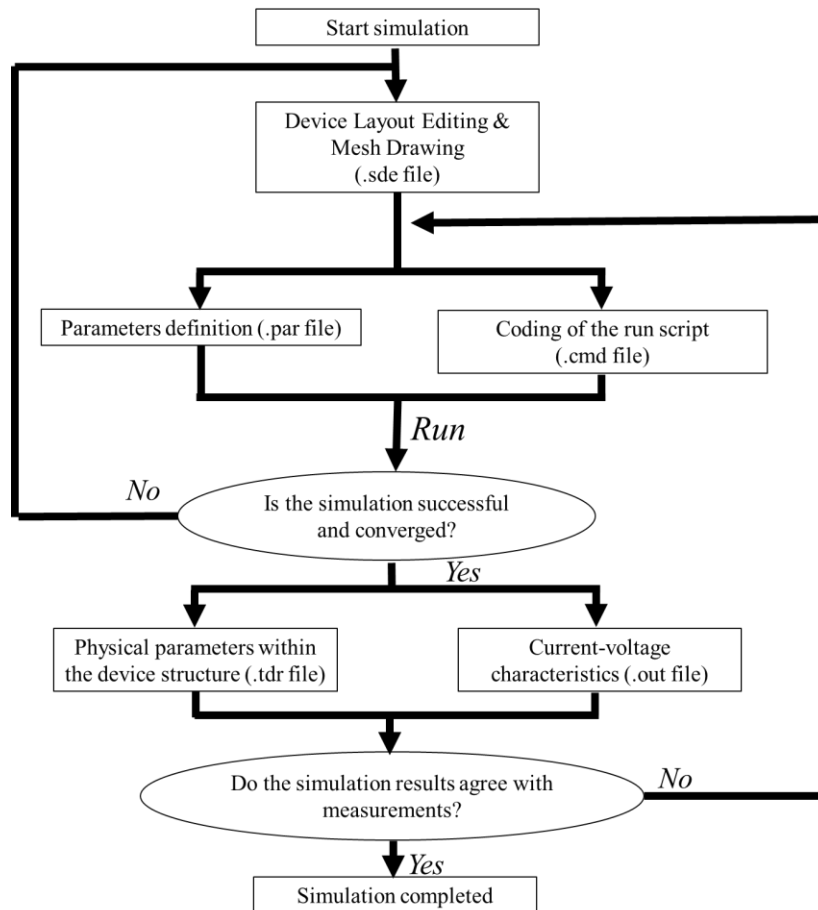 Start simulation
Device Layout Editing &
Mesh Drawing
(.sde file)
Parameters definition (.par file)
Coding of the run script
(.cmd file)
Run
No
Is the simulation successful
and converged?
Yes
Physical parameters within
the device structure (.tdr file)
Current-voltage
characteristics (.out file)
Do the simulation results agree with
measurements?
No
Yes
Simulation completed